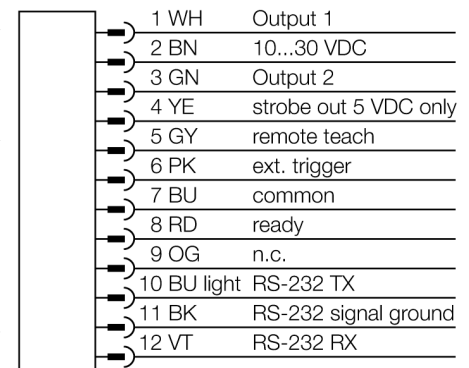 1 WH Output 1
2 BN 10...30 VDC
3 GN Output 2
4 YE strobe out 5 VDC only
5 GY remote teach
6 PK ext. trigger
7 BU common
8 RD ready
9 OG n.c.
10 BU light RS-232 TX
11 BK RS-232 signal ground
12 VT RS-232 RX